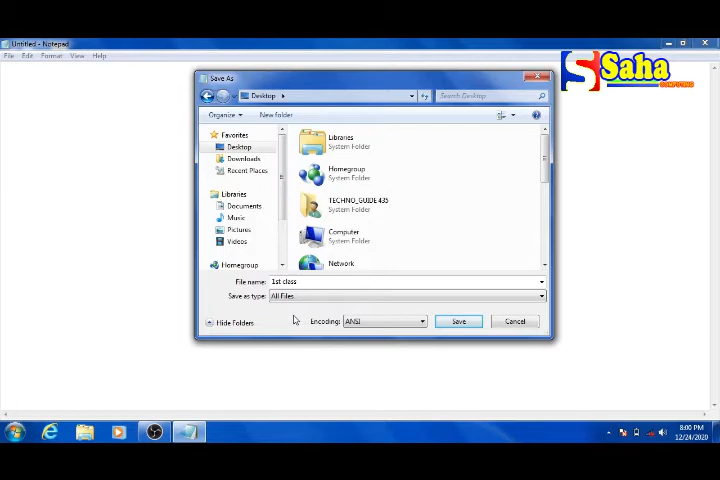 Untitled - Notepad
File Edit Format View Help
Saha
COMPUTING
Save As
Desktop
Search Desktop
Organize
New folder
Favorites
Desktop
Downloads
Recent Places
Libraries
Documents
Music
Pictures
Videos
Homegroup
Libraries
System Folder
Homegroup
System Folder
TECHNO_GUIDE 435
System Folder
Computer
System Folder
Network
File name: 1st class
Save as type: All Files
Hide Folders
Encoding: ANSI
Save
Cancel
8:00 PM
12/24/2020